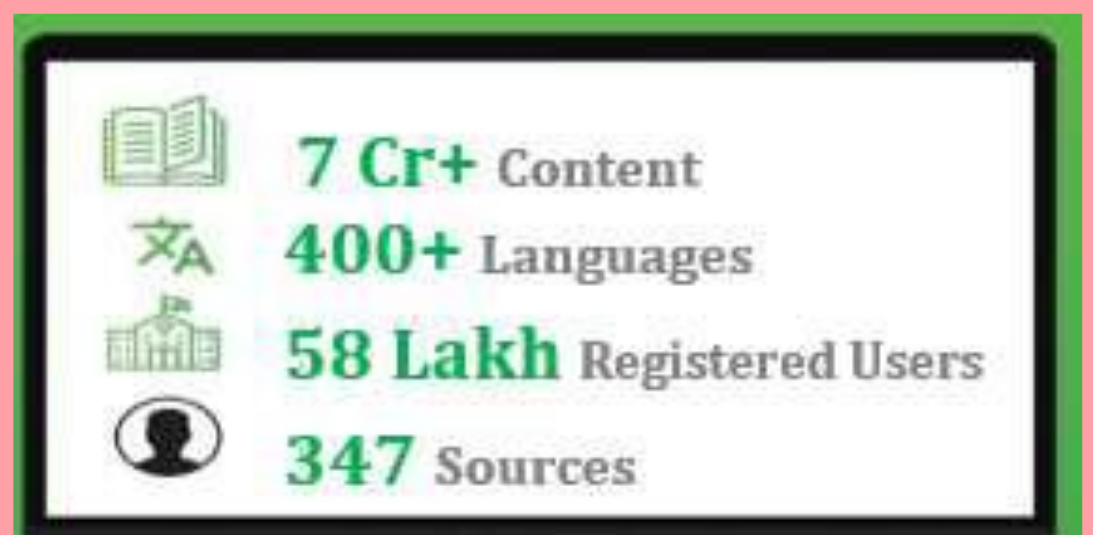 7 Cr+ Content
400+ Languages
58 Lakh Registered Users
347 Sources